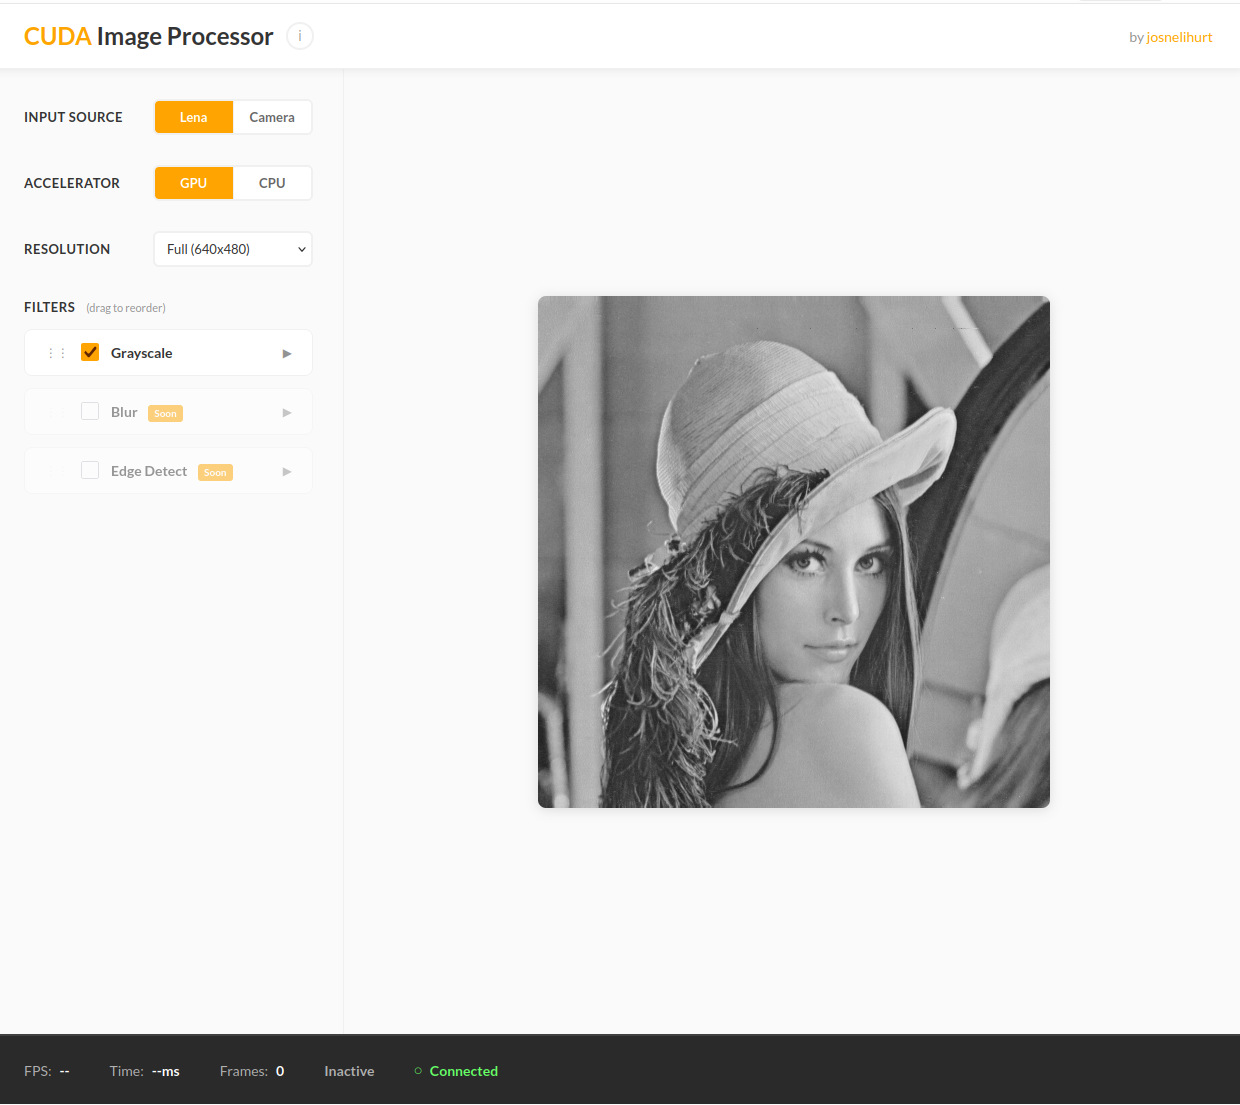 CUDA Image Processor i
by josnelihurt
INPUT SOURCE Lena Camera
ACCELERATOR GPU CPU
RESOLUTION Full (640x480)
FILTERS (drag to reorder)
Grayscale
Blur Soon
Edge Detect Soon
FPS: -- Time: --ms Frames: 0 Inactive Connected